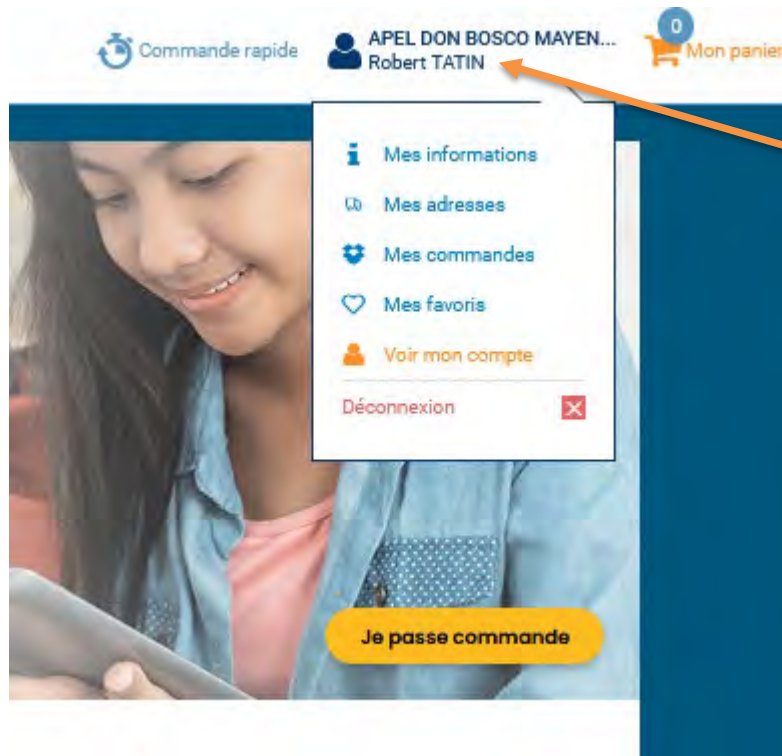 Commande rapide
APEL DON BOSCO MAYEN...
Robert TATIN
0
Mon panier
Mes informations
Mes adresses
Mes commandes
Mes favoris
Voir mon compte
Déconnexion
Je passe commande